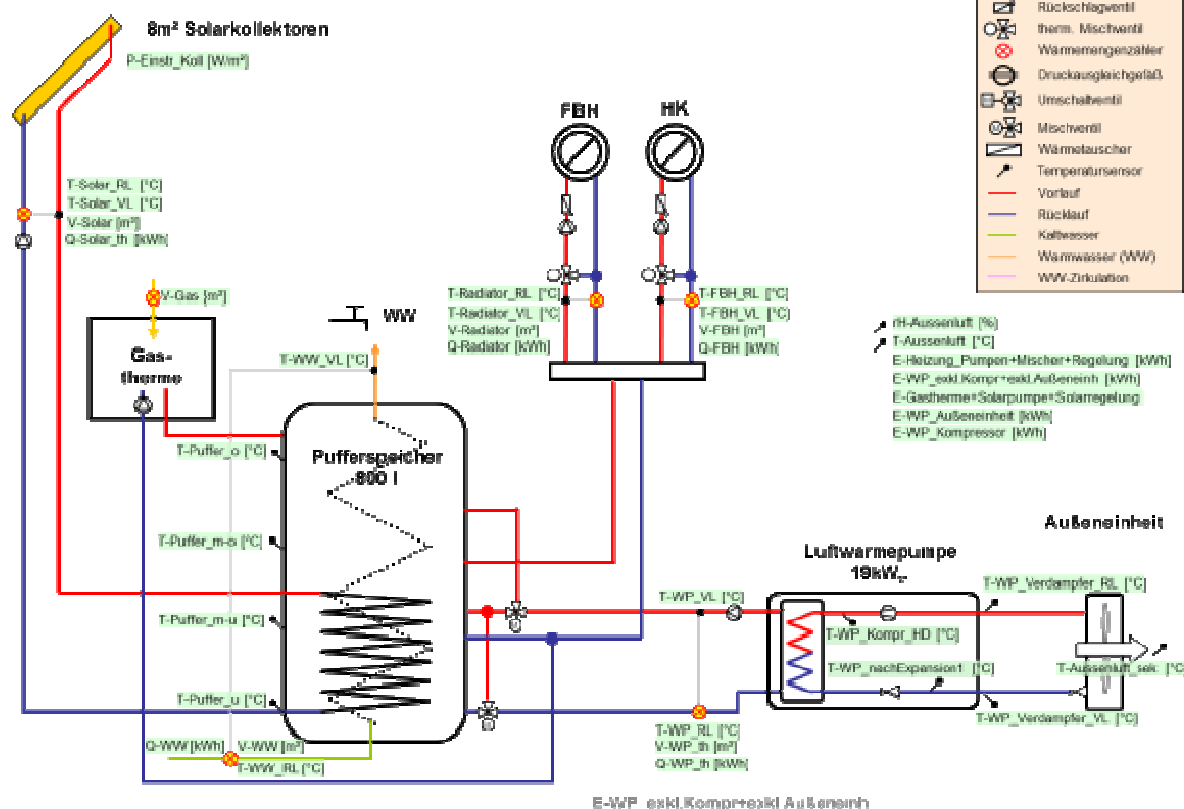 8m² Solarkollektoren
P-Einstr_Koll [W/m²]
Rückschlagventil
therm. Mischventil
Wärmemengenzähler
Druckausgleichgefäß
Umschaltventil
Mischventil
Wärmetauscher
Temperatursensor
Vorlauf
Rücklauf
Kaltwasser
Warmwasser (WW)
WW-Zirkulation
FBH
HK
T-Solar_RL [°C]
T-Solar_VL [°C]
V-Solar [m³]
Q-Solar_th [kWh]
V-Gas [m³]
Gas-
therme
WW
T-WW_VL [°C]
T-Radiator_RL [°C]
T-Radiator_VL [°C]
V-Radiator [m³]
Q-Radiator [kWh]
T-FBH_RL [°C]
T-FBH_VL [°C]
V-FBH [m³]
Q-FBH [kWh]
rH-Aussenluft [%]
T-Aussenluft [°C]
E-Heizung_Pumpen+Mischer+Regelung [kWh]
E-WP_exkl.Kompr+exkl.Außeneinh [kWh]
E-Gastherme+Solarpumpe+Solarregelung
E-WP_Außeneinheit [kWh]
E-WP_Kompressor [kWh]
T-Puffer_o [°C]
Pufferspeicher
800 l
T-Puffer_m-o [°C]
T-Puffer_m-u [°C]
T-Puffer_u [°C]
Q-WW [kWh]
V-WW [m³]
T-WW_RL [°C]
T-WP_VL [°C]
T-WP_RL [°C]
V-WP_th [m³]
Q-WP_th [kWh]
Luftwärmepumpe
19kW
Außeneinheit
T-WP_Verdampfer_RL [°C]
T-WP_Kompr_HD [°C]
T-WP_nachExpansion1 [°C]
T-Aussenluft_sek. [°C]
T-WP_Verdampfer_VL [°C]
E-WP_exkl.Kompr+exkl.Außeneinh